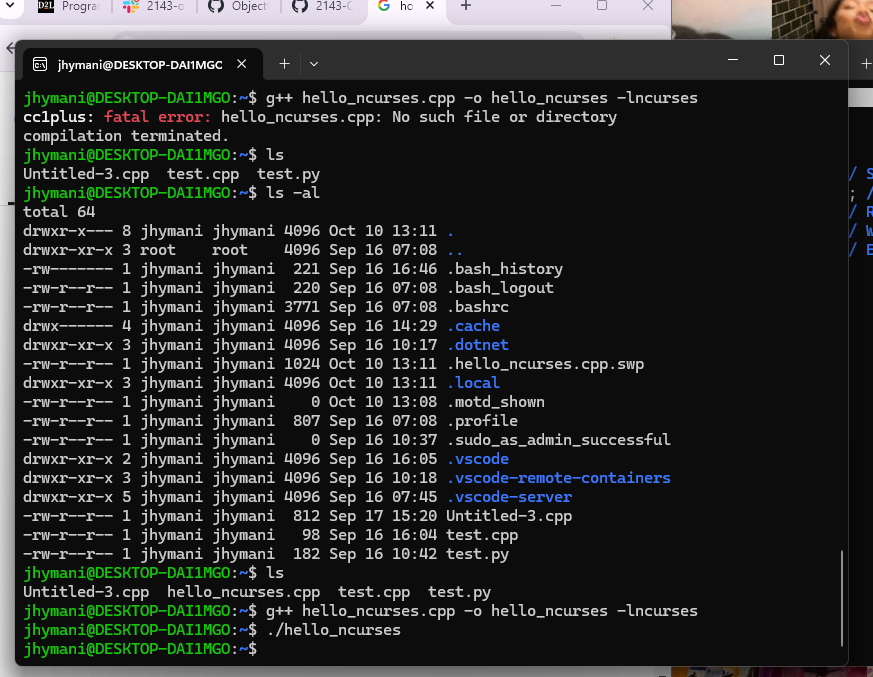 D2L Progra 2143-o Object 2143-C G ho
jhymani@DESKTOP-DAI1MGC
jhymani@DESKTOP-DAI1MGO:~$ g++ hello_ncurses.cpp -o hello_ncurses -lncurses
cc1plus: fatal error: hello_ncurses.cpp: No such file or directory
compilation terminated.
jhymani@DESKTOP-DAI1MGO:~$ ls
Untitled-3.cpp  test.cpp  test.py
jhymani@DESKTOP-DAI1MGO:~$ ls -al
total 64
drwxr-x--- 8 jhymani jhymani 4096 Oct 10 13:11 .
drwxr-xr-x 3 root    root    4096 Sep 16 07:08 ..
-rw------- 1 jhymani jhymani  221 Sep 16 16:46 .bash_history
-rw-r--r-- 1 jhymani jhymani  220 Sep 16 07:08 .bash_logout
-rw-r--r-- 1 jhymani jhymani 3771 Sep 16 07:08 .bashrc
drwx------ 4 jhymani jhymani 4096 Sep 16 14:29 .cache
drwxr-xr-x 3 jhymani jhymani 4096 Sep 16 10:17 .dotnet
-rw-r--r-- 1 jhymani jhymani 1024 Oct 10 13:11 .hello_ncurses.cpp.swp
drwxr-xr-x 3 jhymani jhymani 4096 Oct 10 13:11 .local
-rw-r--r-- 1 jhymani jhymani    0 Oct 10 13:08 .motd_shown
-rw-r--r-- 1 jhymani jhymani  807 Sep 16 07:08 .profile
-rw-r--r-- 1 jhymani jhymani    0 Sep 16 10:37 .sudo_as_admin_successful
drwxr-xr-x 2 jhymani jhymani 4096 Sep 16 16:05 .vscode
drwxr-xr-x 3 jhymani jhymani 4096 Sep 16 10:18 .vscode-remote-containers
drwxr-xr-x 5 jhymani jhymani 4096 Sep 16 07:45 .vscode-server
-rw-r--r-- 1 jhymani jhymani  812 Sep 17 15:20 Untitled-3.cpp
-rw-r--r-- 1 jhymani jhymani   98 Sep 16 16:04 test.cpp
-rw-r--r-- 1 jhymani jhymani  182 Sep 16 10:42 test.py
jhymani@DESKTOP-DAI1MGO:~$ ls
Untitled-3.cpp  hello_ncurses.cpp  test.cpp  test.py
jhymani@DESKTOP-DAI1MGO:~$ g++ hello_ncurses.cpp -o hello_ncurses -lncurses
jhymani@DESKTOP-DAI1MGO:~$ ./hello_ncurses
jhymani@DESKTOP-DAI1MGO:~$